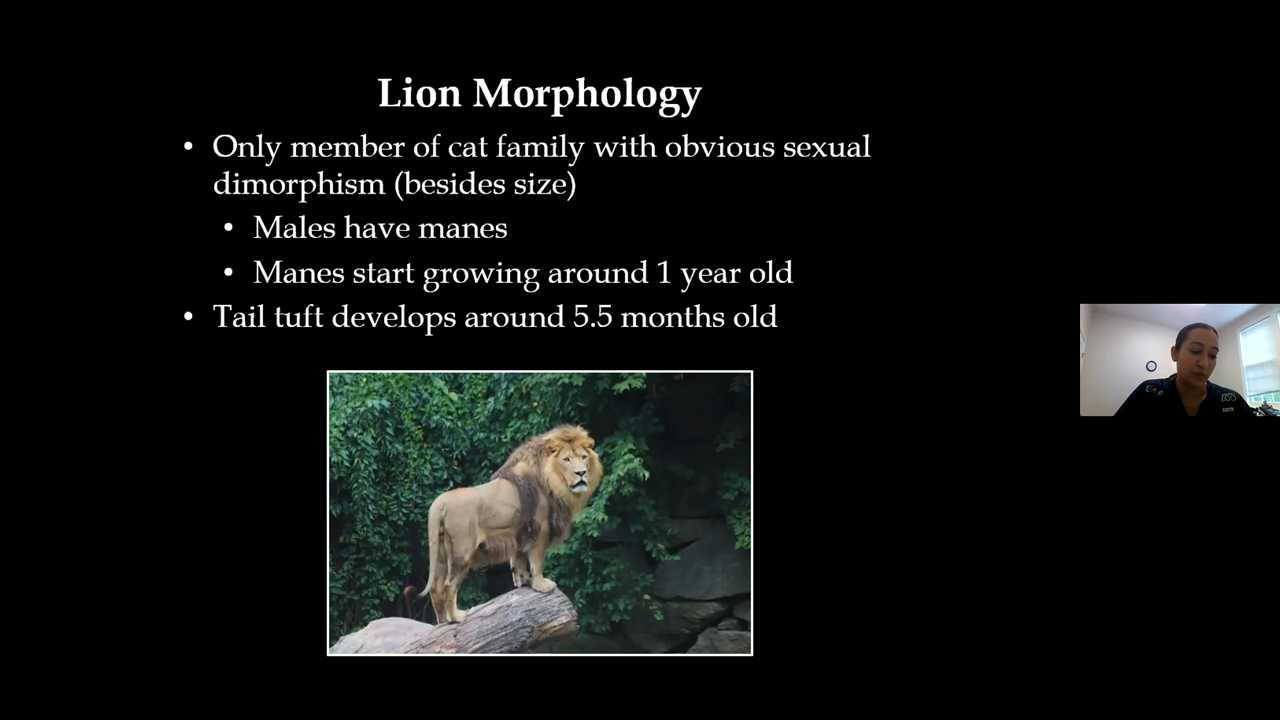 Lion Morphology
• Only member of cat family with obvious sexual
dimorphism (besides size)
• Males have manes
• Manes start growing around 1 year old
• Tail tuft develops around 5.5 months old